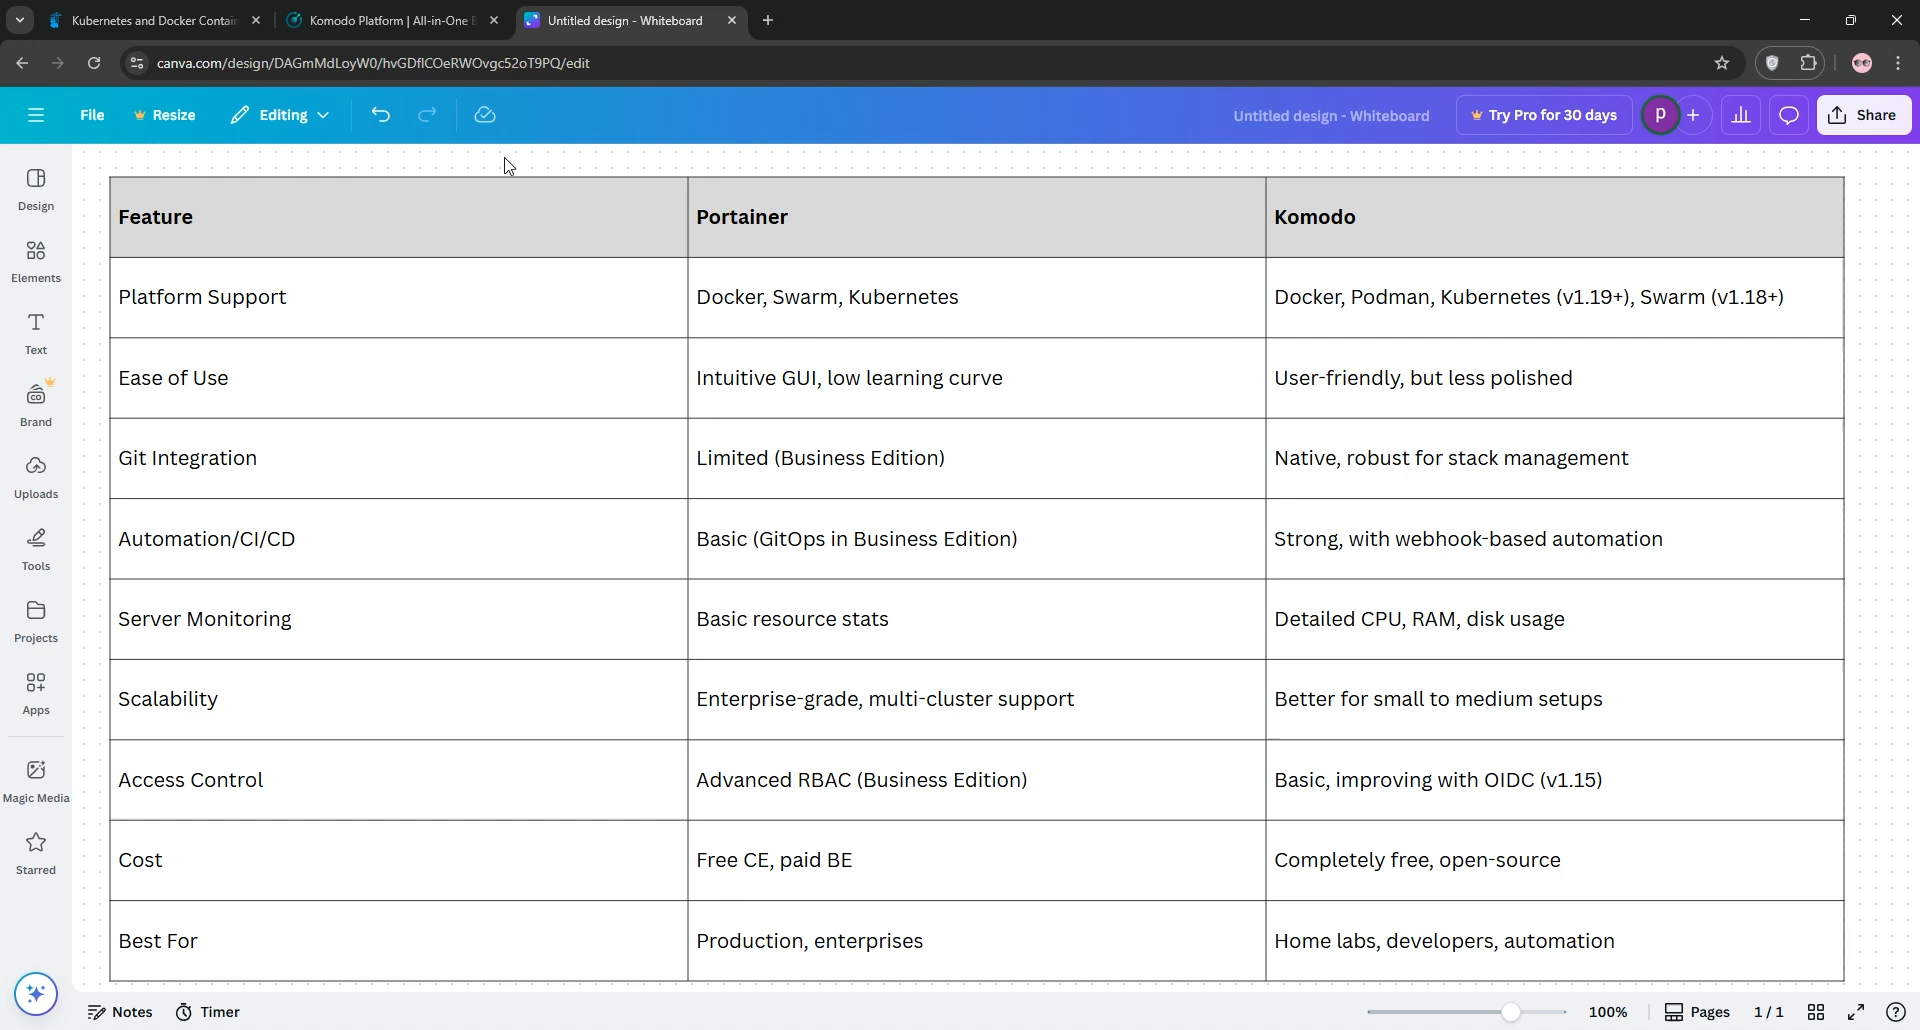 Kubernetes and Docker Contain
Komodo Platform | All-in-One B
Untitled design - Whiteboard
canva.com/design/DAGmMdLoyW0/hvGDflCOeRWOvgc52oT9PQ/edit
File
Resize
Editing
Untitled design - Whiteboard
Try Pro for 30 days
P
Share
Design
Elements
Text
Brand
Uploads
Tools
Projects
Apps
Magic Media
Starred
Feature Portainer Komodo
Platform Support Docker, Swarm, Kubernetes Docker, Podman, Kubernetes (v1.19+), Swarm (v1.18+)
Ease of Use Intuitive GUI, low learning curve User-friendly, but less polished
Git Integration Limited (Business Edition) Native, robust for stack management
Automation/CI/CD Basic (GitOps in Business Edition) Strong, with webhook-based automation
Server Monitoring Basic resource stats Detailed CPU, RAM, disk usage
Scalability Enterprise-grade, multi-cluster support Better for small to medium setups
Access Control Advanced RBAC (Business Edition) Basic, improving with OIDC (v1.15)
Cost Free CE, paid BE Completely free, open-source
Best For Production, enterprises Home labs, developers, automation
Notes
Timer
100%
Pages
1 / 1